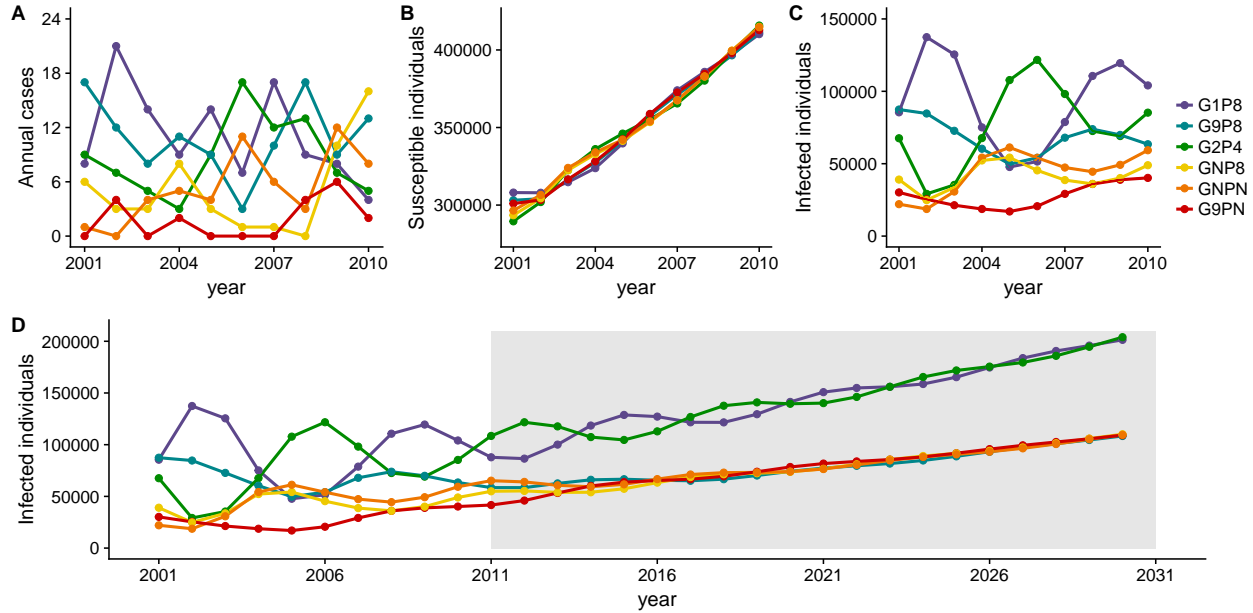 A
Annual cases
24
18
12
6
0
2001 2004 2007 2010
year
B
Susceptible individuals
400000
350000
300000
2001 2004 2007 2010
year
C
Infected individuals
150000
100000
50000
0
2001 2004 2007 2010
year
G1P8
G9P8
G2P4
GNP8
GNPN
G9PN
D
Infected individuals
200000
150000
100000
50000
0
2001 2006 2011 2016 2021 2026 2031
year